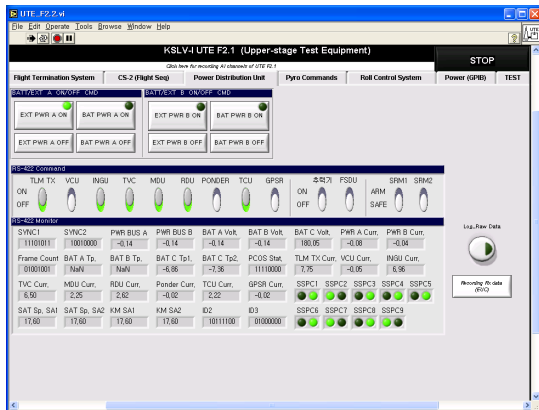 UTE_F2.2.vi
File Edit Operate Tools Browse Window Help
KSLV-I UTE F2.1 (Upper-stage Test Equipment)
Click here for recording AI channels of UTE F2.1
STOP
Flight Termination System CS-2 (Flight Seq) Power Distribution Unit Pyro Commands Roll Control System Power (GPIB) TEST
BATT/EXT A ON/OFF CMD BATT/EXT B ON/OFF CMD
EXT PWR A ON BAT PWR A ON EXT PWR B ON BAT PWR B ON
EXT PWR A OFF BAT PWR A OFF EXT PWR B OFF BAT PWR B OFF
RS-422 Command
TLM TX VCU INGU TVC MDU RDU PONDER TCU GPSR 추력기 FSDU SRM1 SRM2
ON ON ARM
OFF OFF SAFE
RS-422 Monitor
SYNC1 SYNC2 PWR BUS A PWR BUS B BAT A Volt, BAT B Volt, BAT C Volt, PWR A Curr, PWR B Curr,
11101011 10010000 -0,14 -0,14 -0,14 -0,14 180,05 -0,08 -0,04
Log_Raw Data
Frame Count BAT A Tp, BAT B Tp, BAT C Tp1, BAT C Tp2, PCOS Stat, TLM TX Curr, VCU Curr, INGU Curr,
01001001 NaN NaN -6,86 -7,36 11110000 7,75 -0,05 6,96
TVC Curr, MDU Curr, RDU Curr, Ponder Curr, TCU Curr, GPSR Curr, SSPC1 SSPC2 SSPC3 SSPC4 SSPC5
6,50 2,25 2,62 -0,02 2,22 -0,02
Recording Rx data
(EUC)
SAT Sp, SA1 SAT Sp, SA2 KM SA1 KM SA2 ID2 ID3 SSPC6 SSPC7 SSPC8 SSPC9
17,60 17,60 17,60 17,60 10111100 01000000